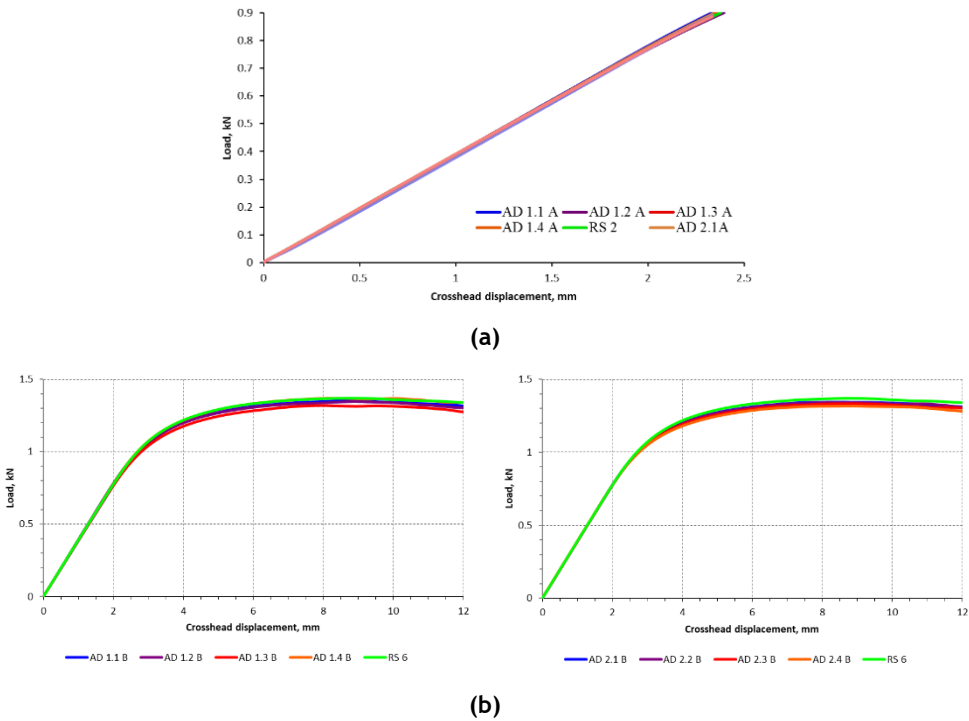 0.9
0.8
0.7
0.6
0.5
0.4
0.3
0.2
0.1
0
Load, kN
AD 1.1 A AD 1.2 A AD 1.3 A
AD 1.4 A RS 2 AD 2.1A
0 0.5 1 1.5 2 2.5
Crosshead displacement, mm
(a)
1.5
1
0.5
0
Load, kN
0 2 4 6 8 10 12
Crosshead displacement, mm
AD 1.1 B AD 1.2 B AD 1.3 B AD 1.4 B RS 6
1.5
1
0.5
0
Load, kN
0 2 4 6 8 10 12
Crosshead displacement, mm
AD 2.1 B AD 2.2 B AD 2.3 B AD 2.4 B RS 6
(b)